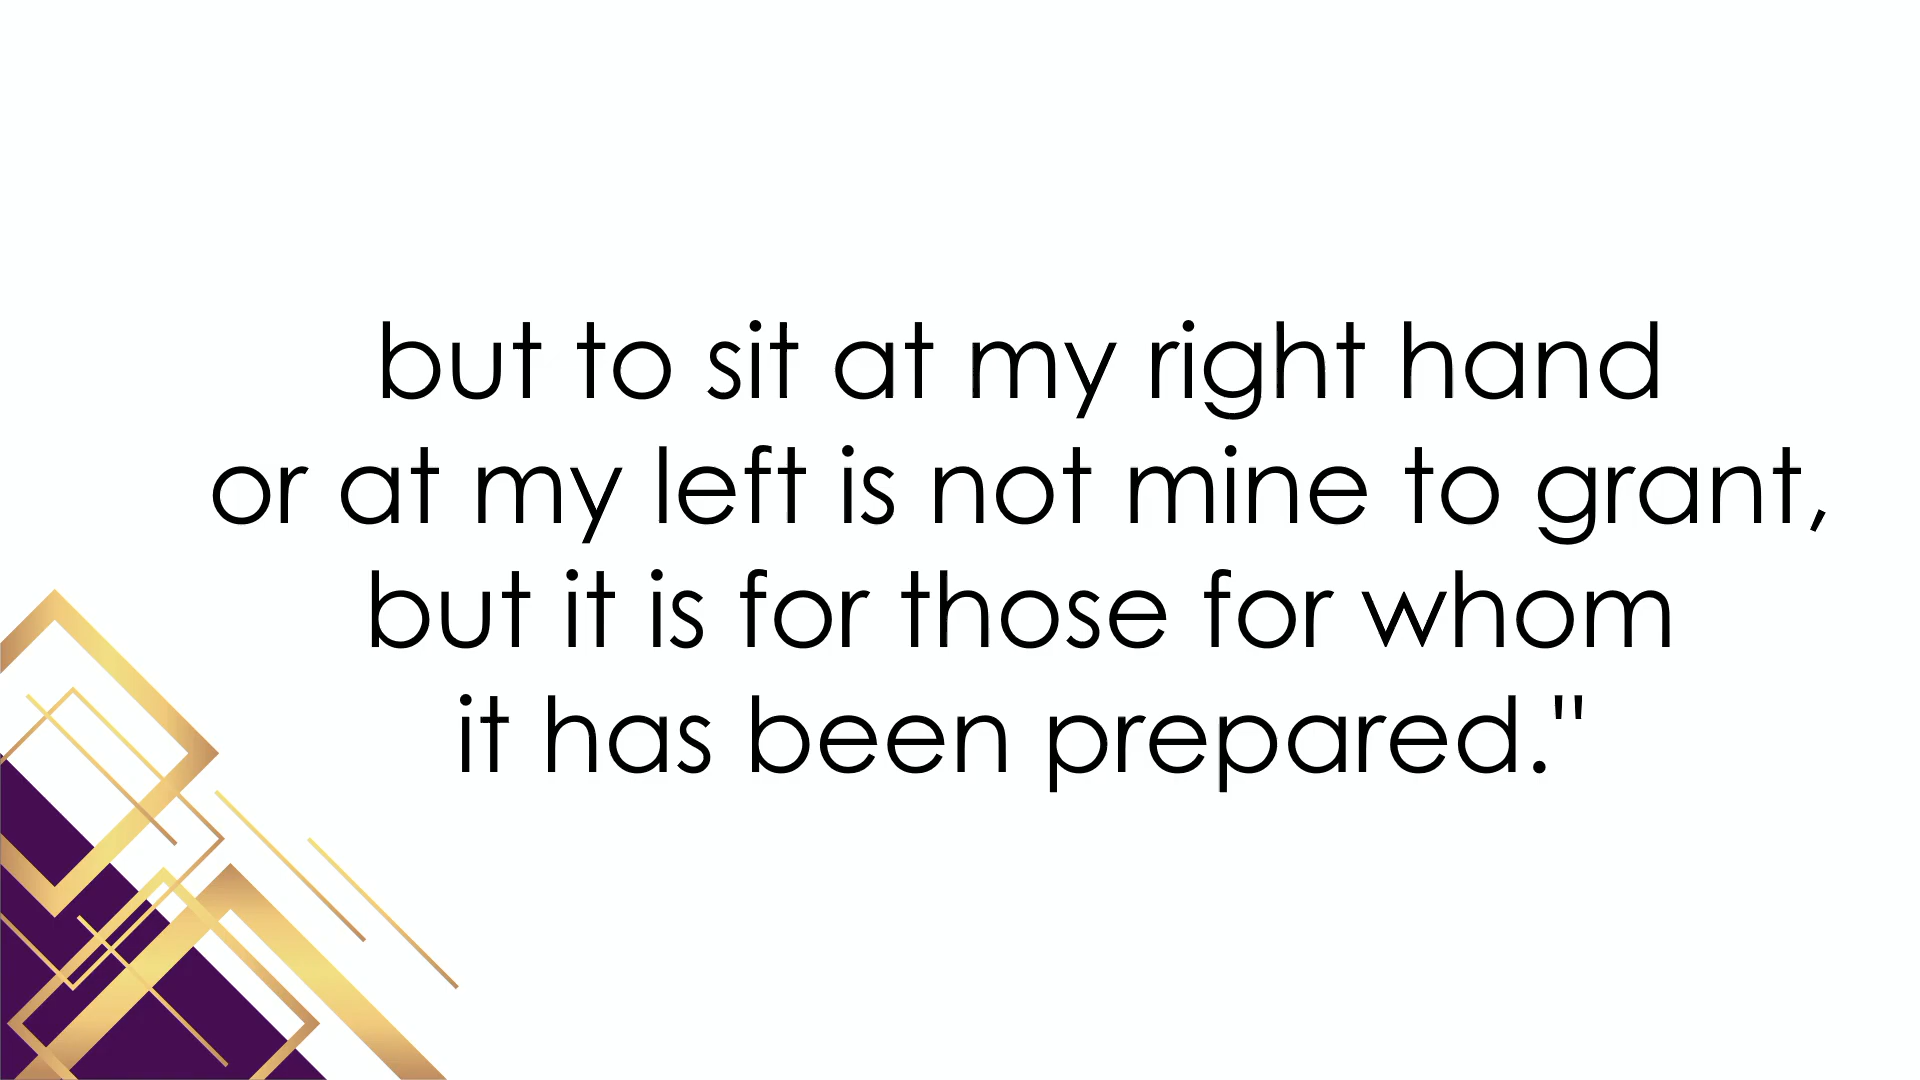 but to sit at my right hand
or at my left is not mine to grant,
but it is for those for whom
it has been prepared."